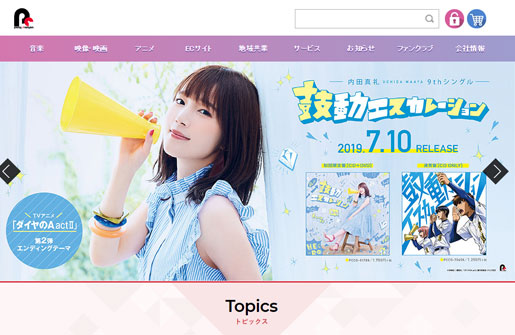 音楽 映像・映画 アニメ ECサイト 地域産業 サービス お知らせ ファンクラブ 会社情報
内田真礼 UCHIDA MAAYA 9thシングル
鼓動エスカレーション
2019.7.10 RELEASE
初回限定盤【CD+DVD】 通常盤【CD ONLY】
TVアニメ
「ダイヤのA actⅡ」
第2弾
エンディングテーマ
Topics
トピックス